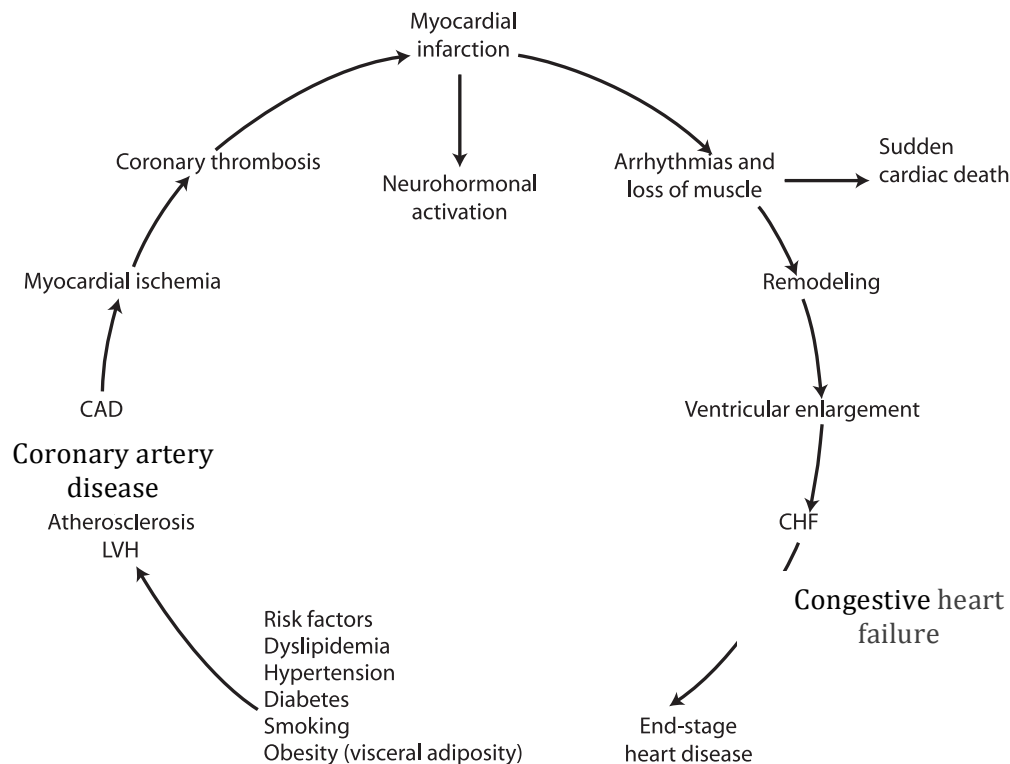 Myocardial
infarction
Coronary thrombosis
Neurohormonal
activation
Arrhythmias and
loss of muscle
Sudden
cardiac death
Myocardial ischemia
Remodeling
CAD
Ventricular enlargement
Coronary artery
disease
Atherosclerosis
LVH
CHF
Congestive heart
failure
Risk factors
Dyslipidemia
Hypertension
Diabetes
Smoking
Obesity (visceral adiposity)
End-stage
heart disease